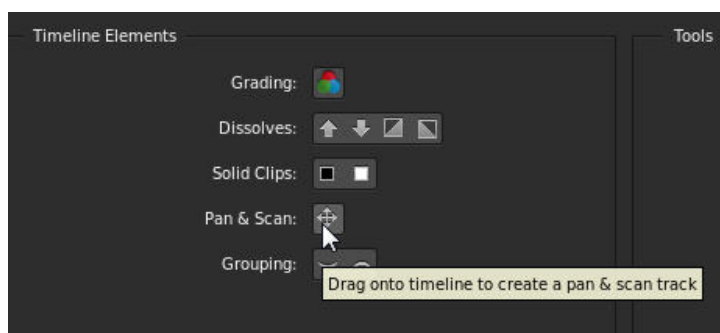 Timeline Elements
Tools
Grading:
Dissolves:
Solid Clips:
Pan & Scan:
Grouping:
Drag onto timeline to create a pan & scan track